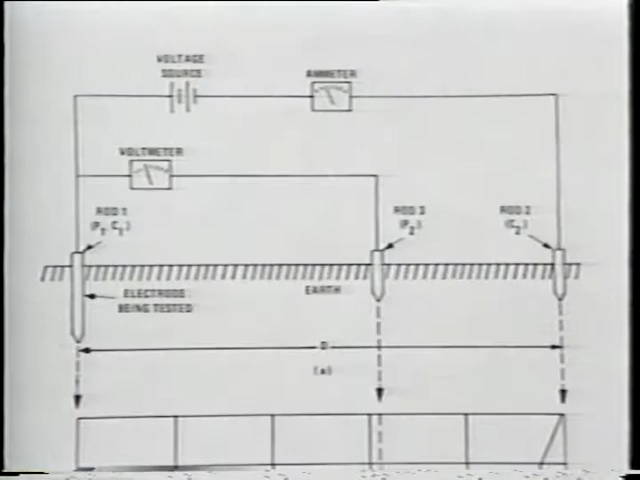 VOLTAGE
SOURCE
AMMETER
VOLTMETER
ROD 1
(P₁, C₁)
ROD 3
(P₂)
ROD 2
(C₂)
EARTH
ELECTRODE
BEING TESTED
D
(a)